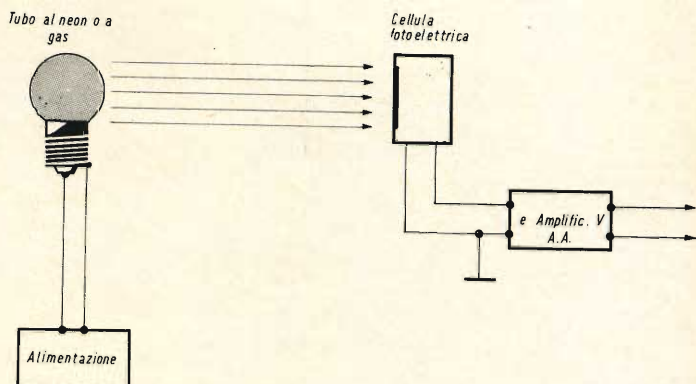 Tubo al neon o a
gas
Cellula
fotoelettrica
e Amplific. V
A.A.
Alimentazione